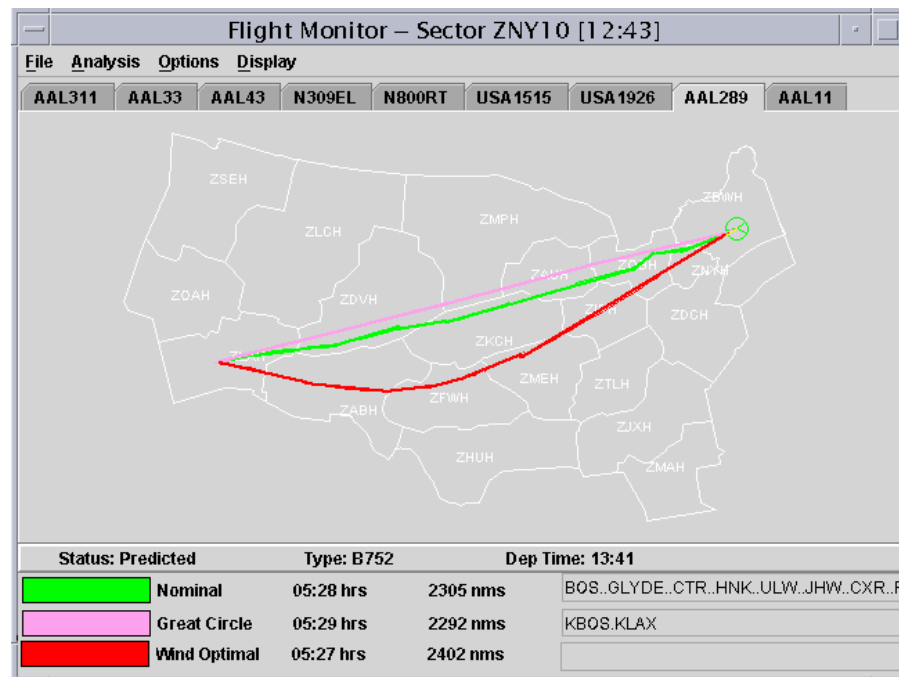 Flight Monitor – Sector ZNY10 [12:43]
File Analysis Options Display
AAL311 AAL33 AAL43 N309EL N800RT USA1515 USA1926 AAL289 AAL11
ZSEH
ZBWH
ZMPH
ZLCH
ZNYH
ZOAH
ZDVH
ZDCH
ZKCH
ZMEH
ZTLH
ZFWH
ZABH
ZJXH
ZHUH
ZMAH
Status: Predicted Type: B752 Dep Time: 13:41
Nominal 05:28 hrs 2305 nms BOS..GLYDE..CTR..HNK..ULW..JHW..CXR..
Great Circle 05:29 hrs 2292 nms KBOS.KLAX
Wind Optimal 05:27 hrs 2402 nms